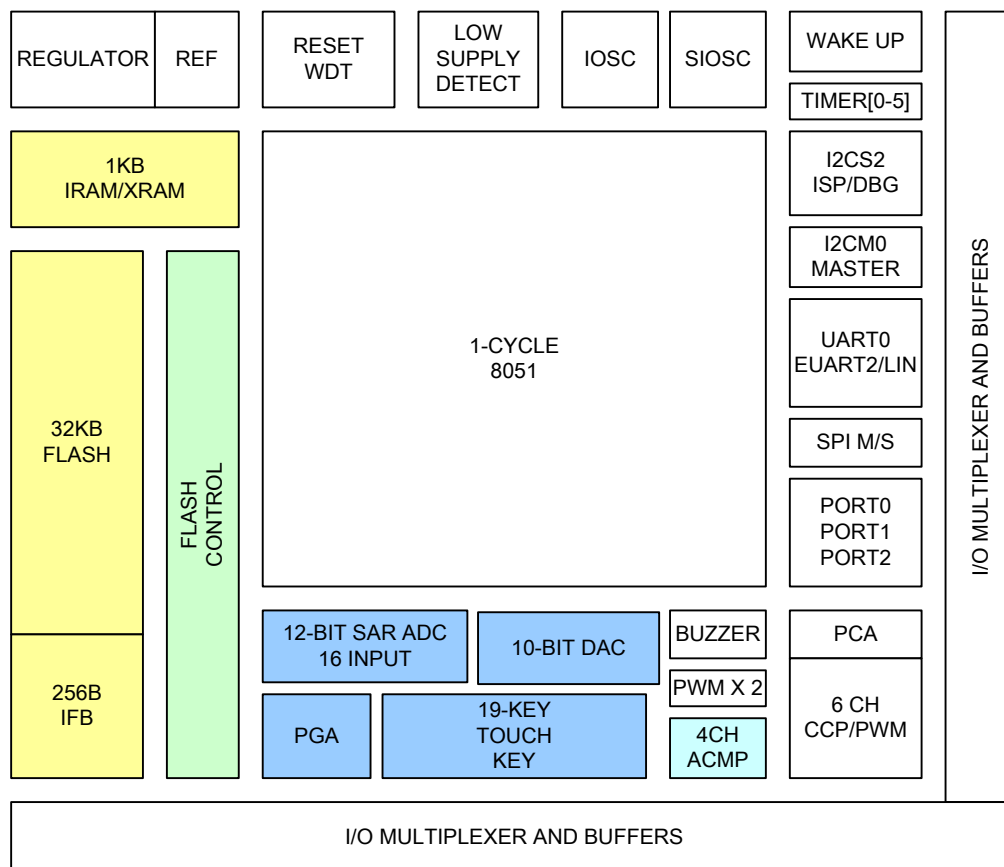 REGULATOR
REF
RESET
WDT
LOW
SUPPLY
DETECT
IOSC
SIOSC
WAKE UP
TIMER[0-5]
1KB
IRAM/XRAM
I2CS2
ISP/DBG
I2CM0
MASTER
1-CYCLE
8051
UART0
EUART2/LIN
32KB
FLASH
FLASH
CONTROL
SPI M/S
PORT0
PORT1
PORT2
I/O MULTIPLEXER AND BUFFERS
12-BIT SAR ADC
16 INPUT
10-BIT DAC
BUZZER
PCA
256B
IFB
PGA
19-KEY
TOUCH
KEY
PWM X 2
4CH
ACMP
6 CH
CCP/PWM
I/O MULTIPLEXER AND BUFFERS